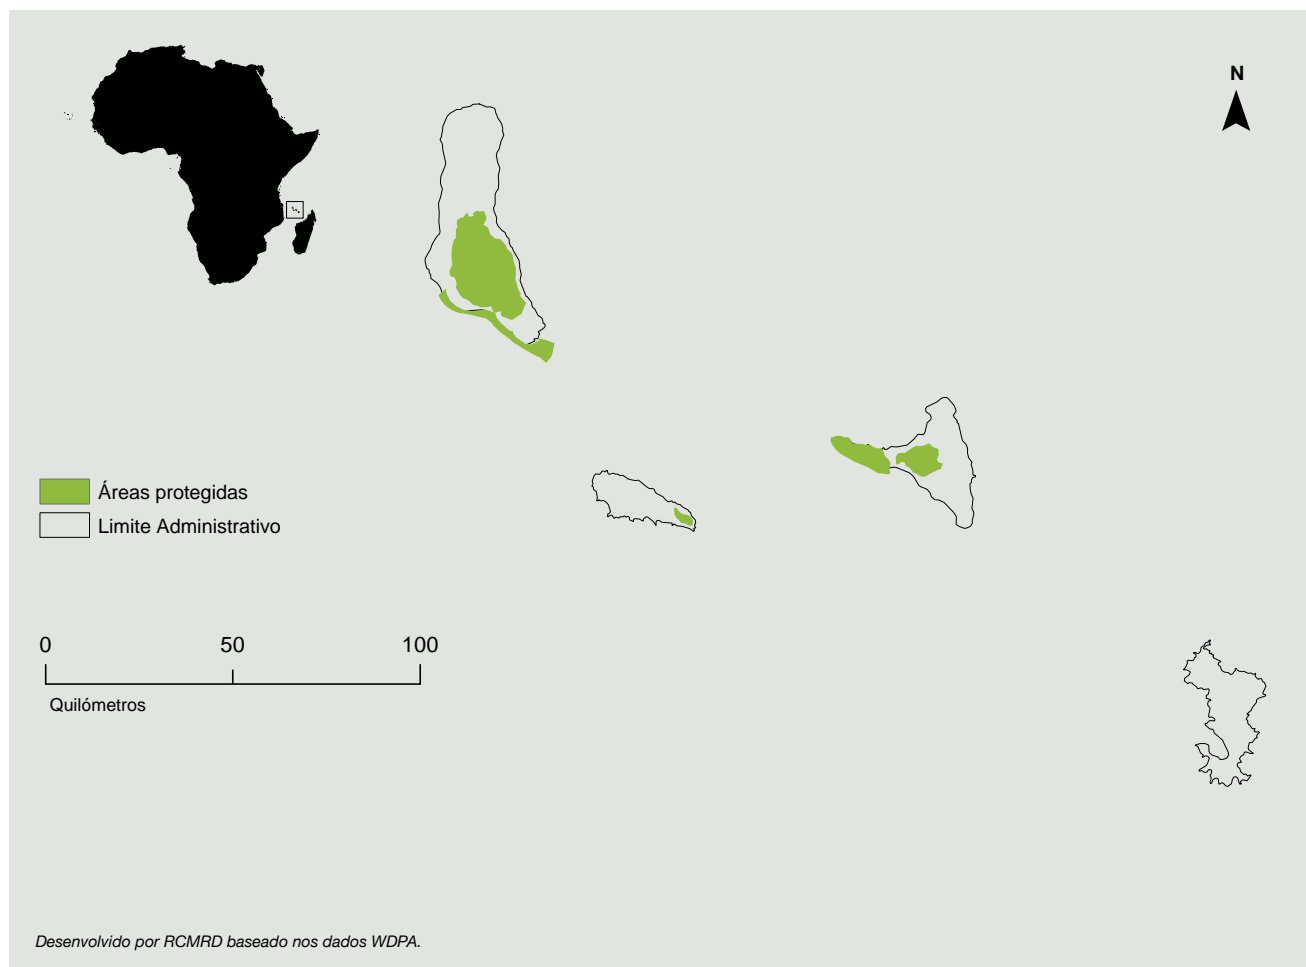 N
Áreas protegidas
Limite Administrativo
0 50 100
Quilómetros
Desenvolvido por RCMRD baseado nos dados WDPA.